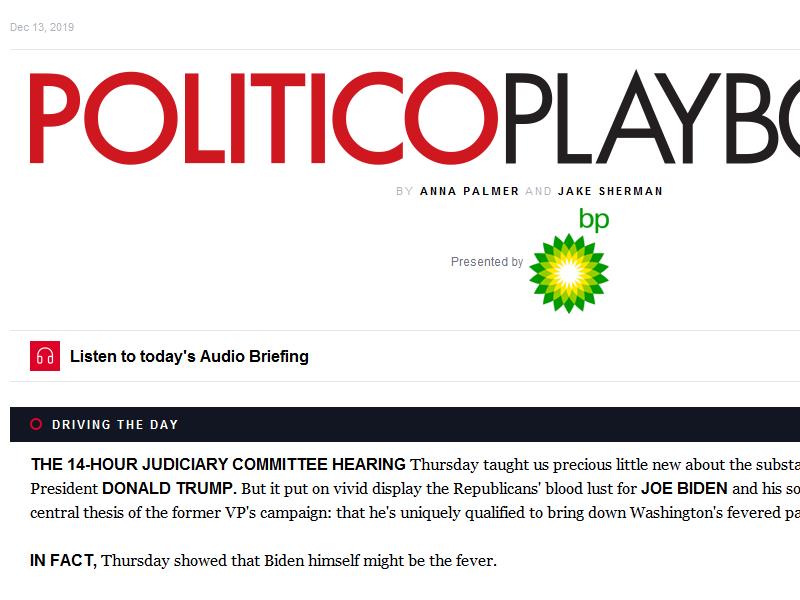 Dec 13, 2019
POLITICOPLAYBO
BY ANNA PALMER AND JAKE SHERMAN
bp
Presented by
Listen to today's Audio Briefing
DRIVING THE DAY
THE 14-HOUR JUDICIARY COMMITTEE HEARING Thursday taught us precious little new about the substa
President DONALD TRUMP. But it put on vivid display the Republicans' blood lust for JOE BIDEN and his so
central thesis of the former VP's campaign: that he's uniquely qualified to bring down Washington's fevered pa
IN FACT, Thursday showed that Biden himself might be the fever.